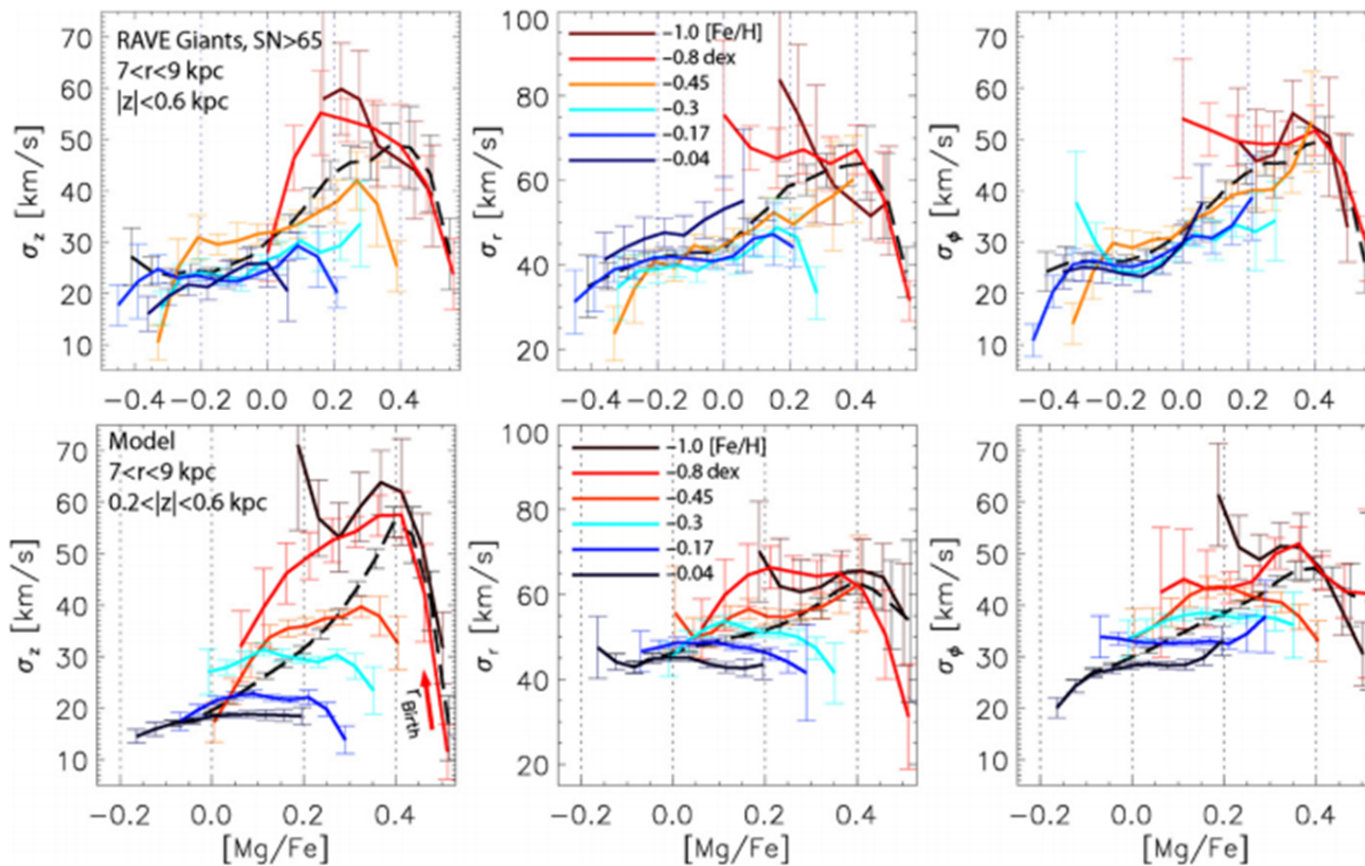 RAVE Giants, SN>65
7<r<9 kpc
|z|<0.6 kpc
σz [km/s]
70
60
50
40
30
20
10
−0.4 −0.2 0.0 0.2 0.4
−1.0 [Fe/H]
−0.8 dex
−0.45
−0.3
−0.17
−0.04
σr [km/s]
100
80
60
40
20
−0.4 −0.2 0.0 0.2 0.4
σϕ [km/s]
70
60
50
40
30
20
10
−0.4 −0.2 0.0 0.2 0.4
Model
7<r<9 kpc
0.2<|z|<0.6 kpc
rBirth
σz [km/s]
70
60
50
40
30
20
10
−0.2 0.0 0.2 0.4
[Mg/Fe]
−1.0 [Fe/H]
−0.8 dex
−0.45
−0.3
−0.17
−0.04
σr [km/s]
100
80
60
40
20
−0.2 0.0 0.2 0.4
[Mg/Fe]
σϕ [km/s]
70
60
50
40
30
20
10
−0.2 0.0 0.2 0.4
[Mg/Fe]